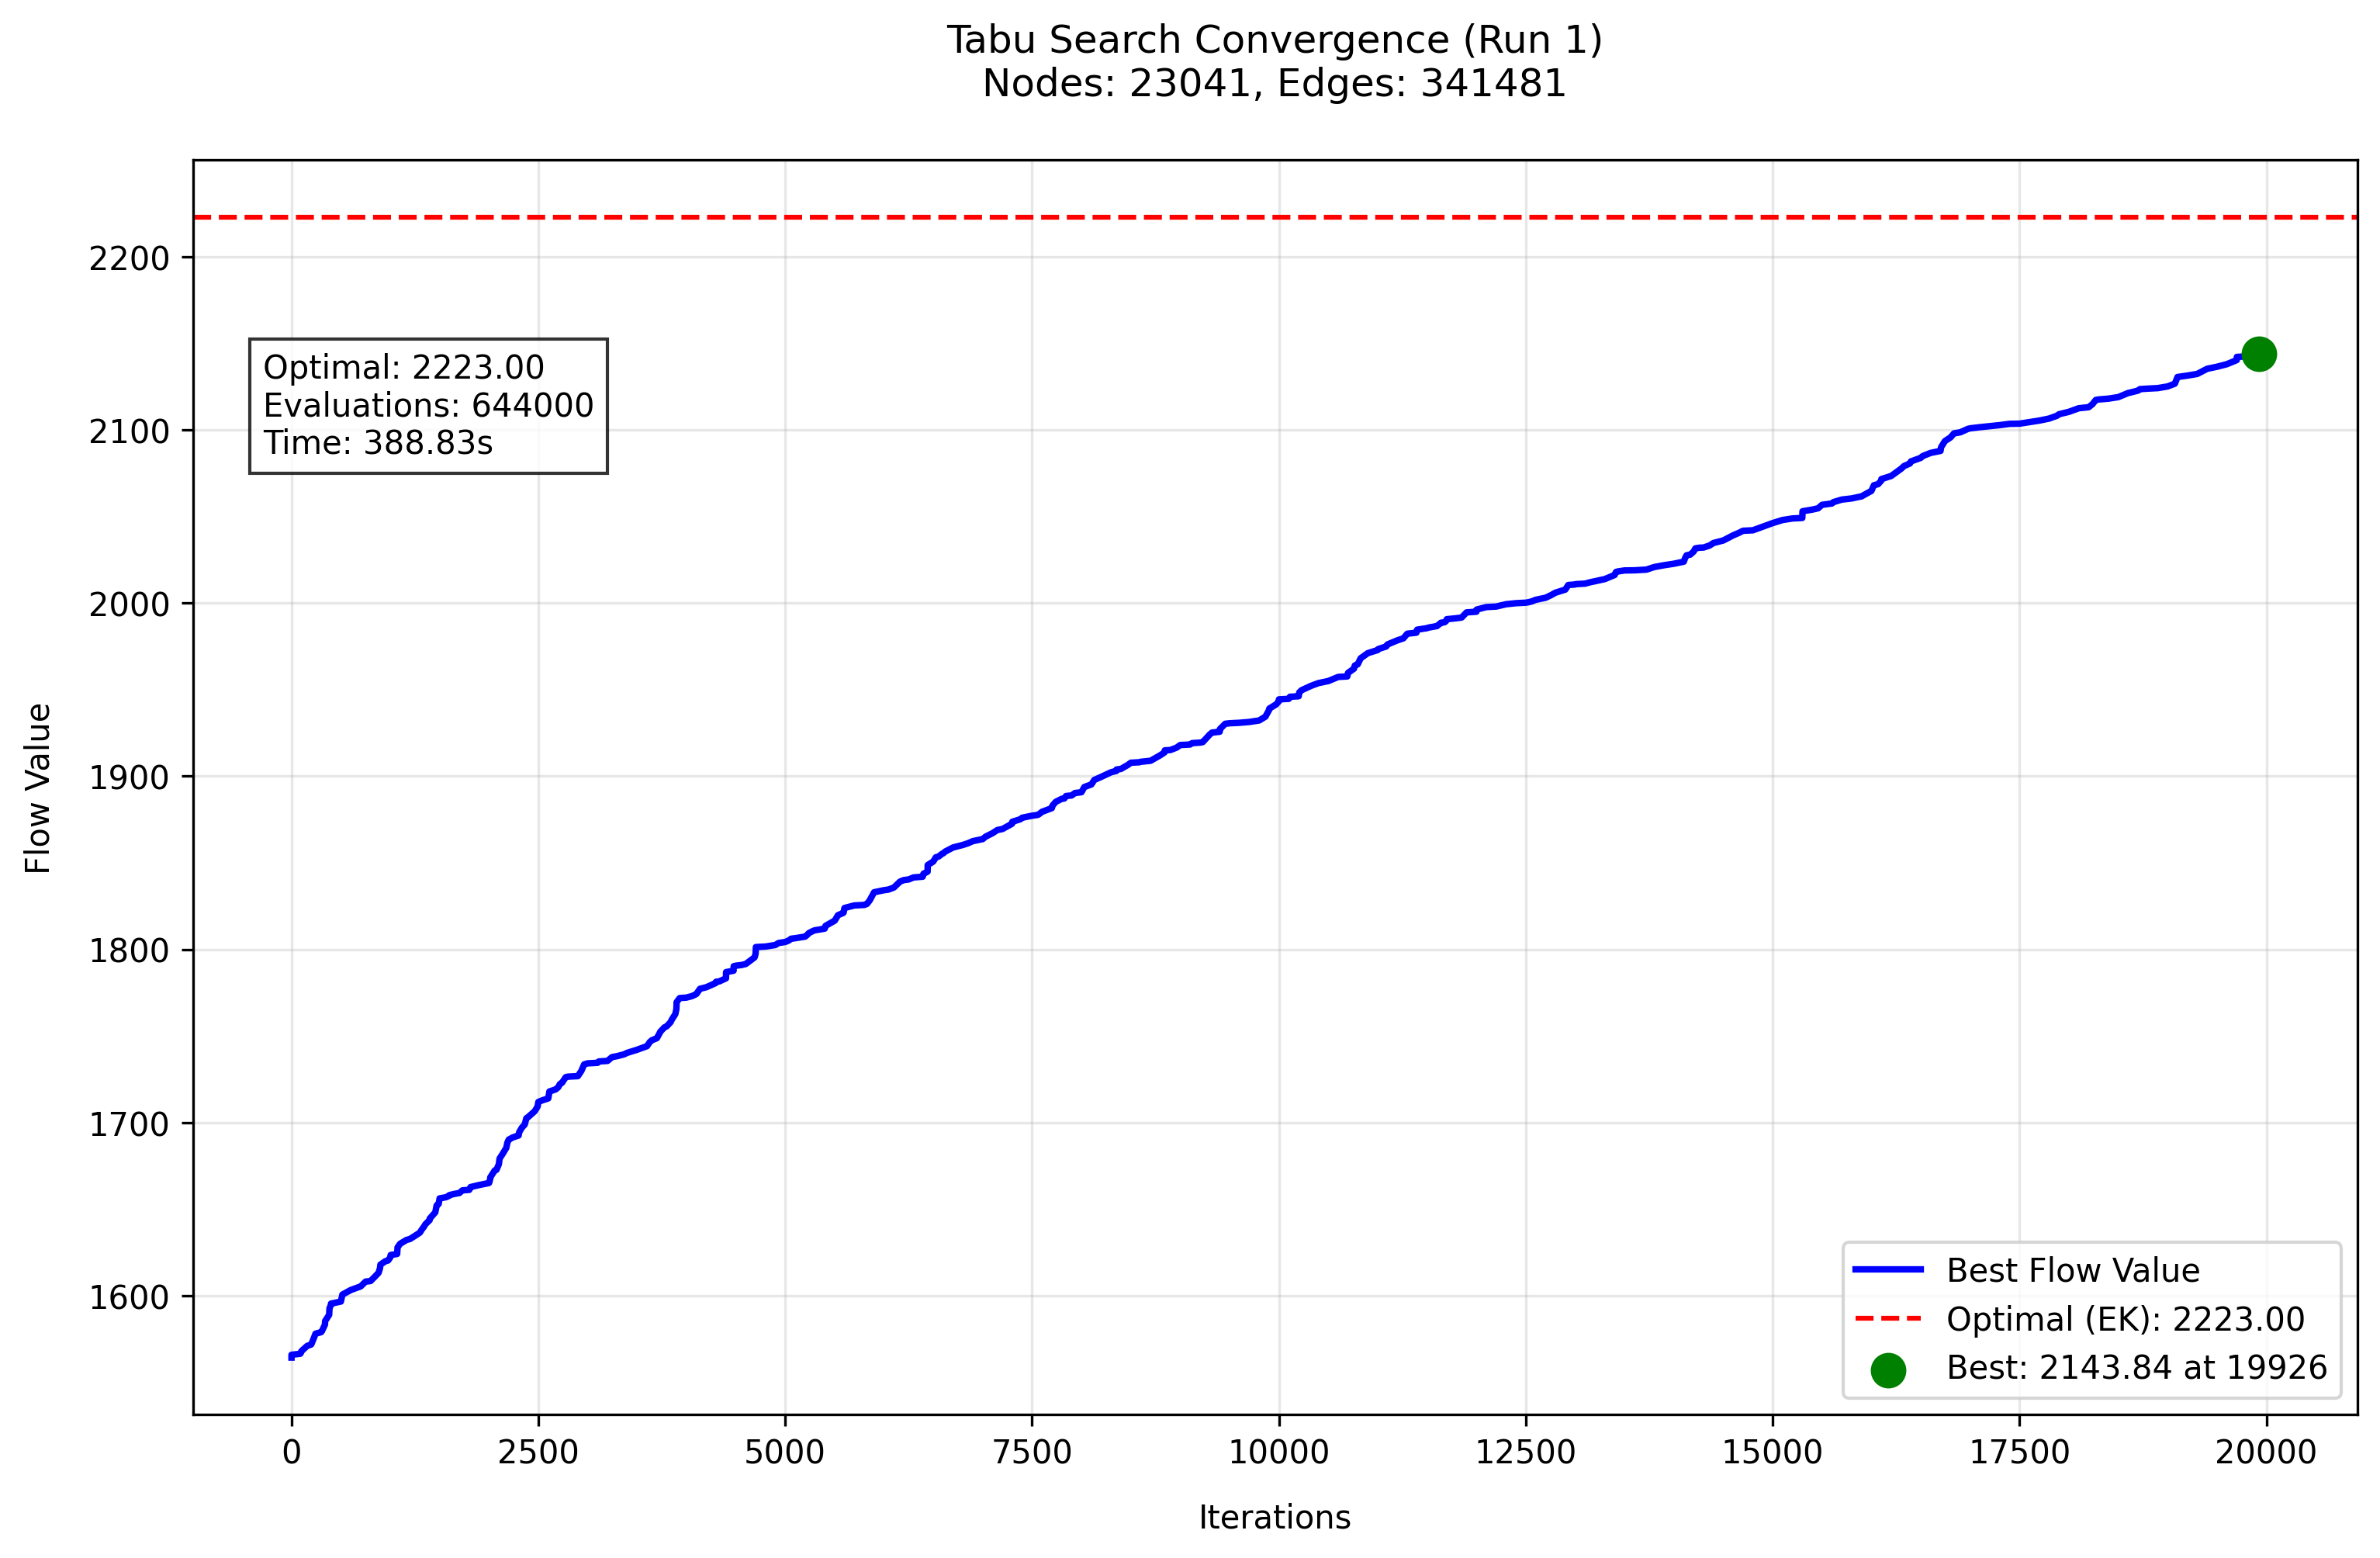 Tabu Search Convergence (Run 1)
Nodes: 23041, Edges: 341481
2200
2100
2000
1900
1800
1700
1600
Flow Value
Optimal: 2223.00
Evaluations: 644000
Time: 388.83s
Best Flow Value
Optimal (EK): 2223.00
Best: 2143.84 at 19926
0 2500 5000 7500 10000 12500 15000 17500 20000
Iterations